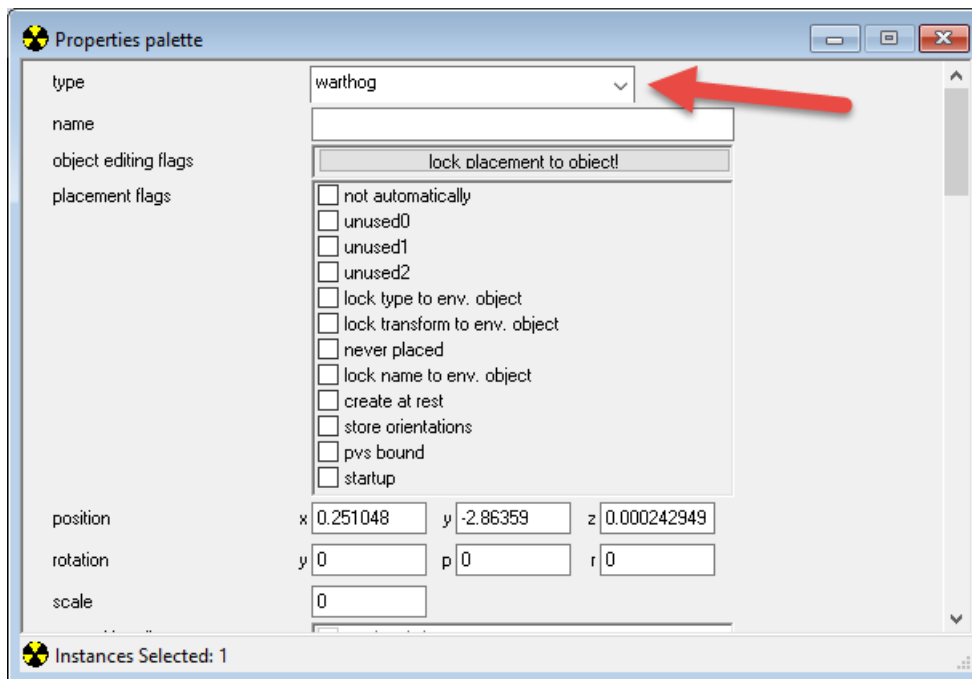 Properties palette
type warthog
name
object editing flags lock placement to object!
placement flags not automatically
unused0
unused1
unused2
lock type to env. object
lock transform to env. object
never placed
lock name to env. object
create at rest
store orientations
pvs bound
startup
position x 0.251048 y -2.86359 z 0.000242949
rotation y 0 p 0 r 0
scale 0
Instances Selected: 1